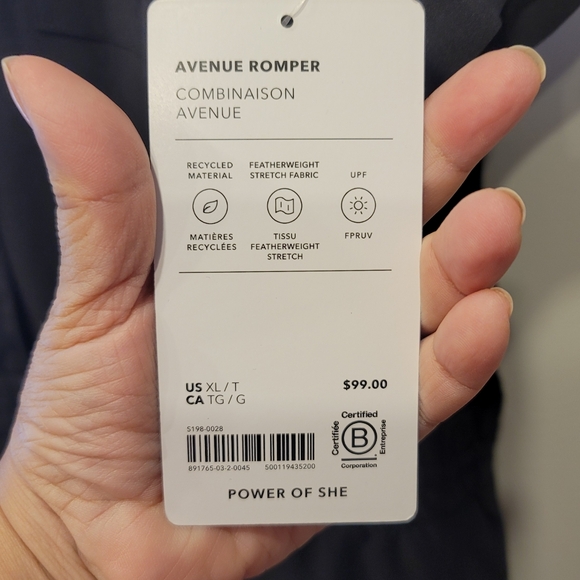 AVENUE ROMPER
COMBINAISON
AVENUE
RECYCLED
MATERIAL
FEATHERWEIGHT
STRETCH FABRIC
UPF
MATIÈRES
RECYCLÉES
TISSU
FEATHERWEIGHT
STRETCH
FPRUV
US XL / T
CA TG / G
$99.00
S198-0028
891765-03-2-0045 500119435200
Certified
Certifiée
B
Entreprise
Corporation
POWER OF SHE